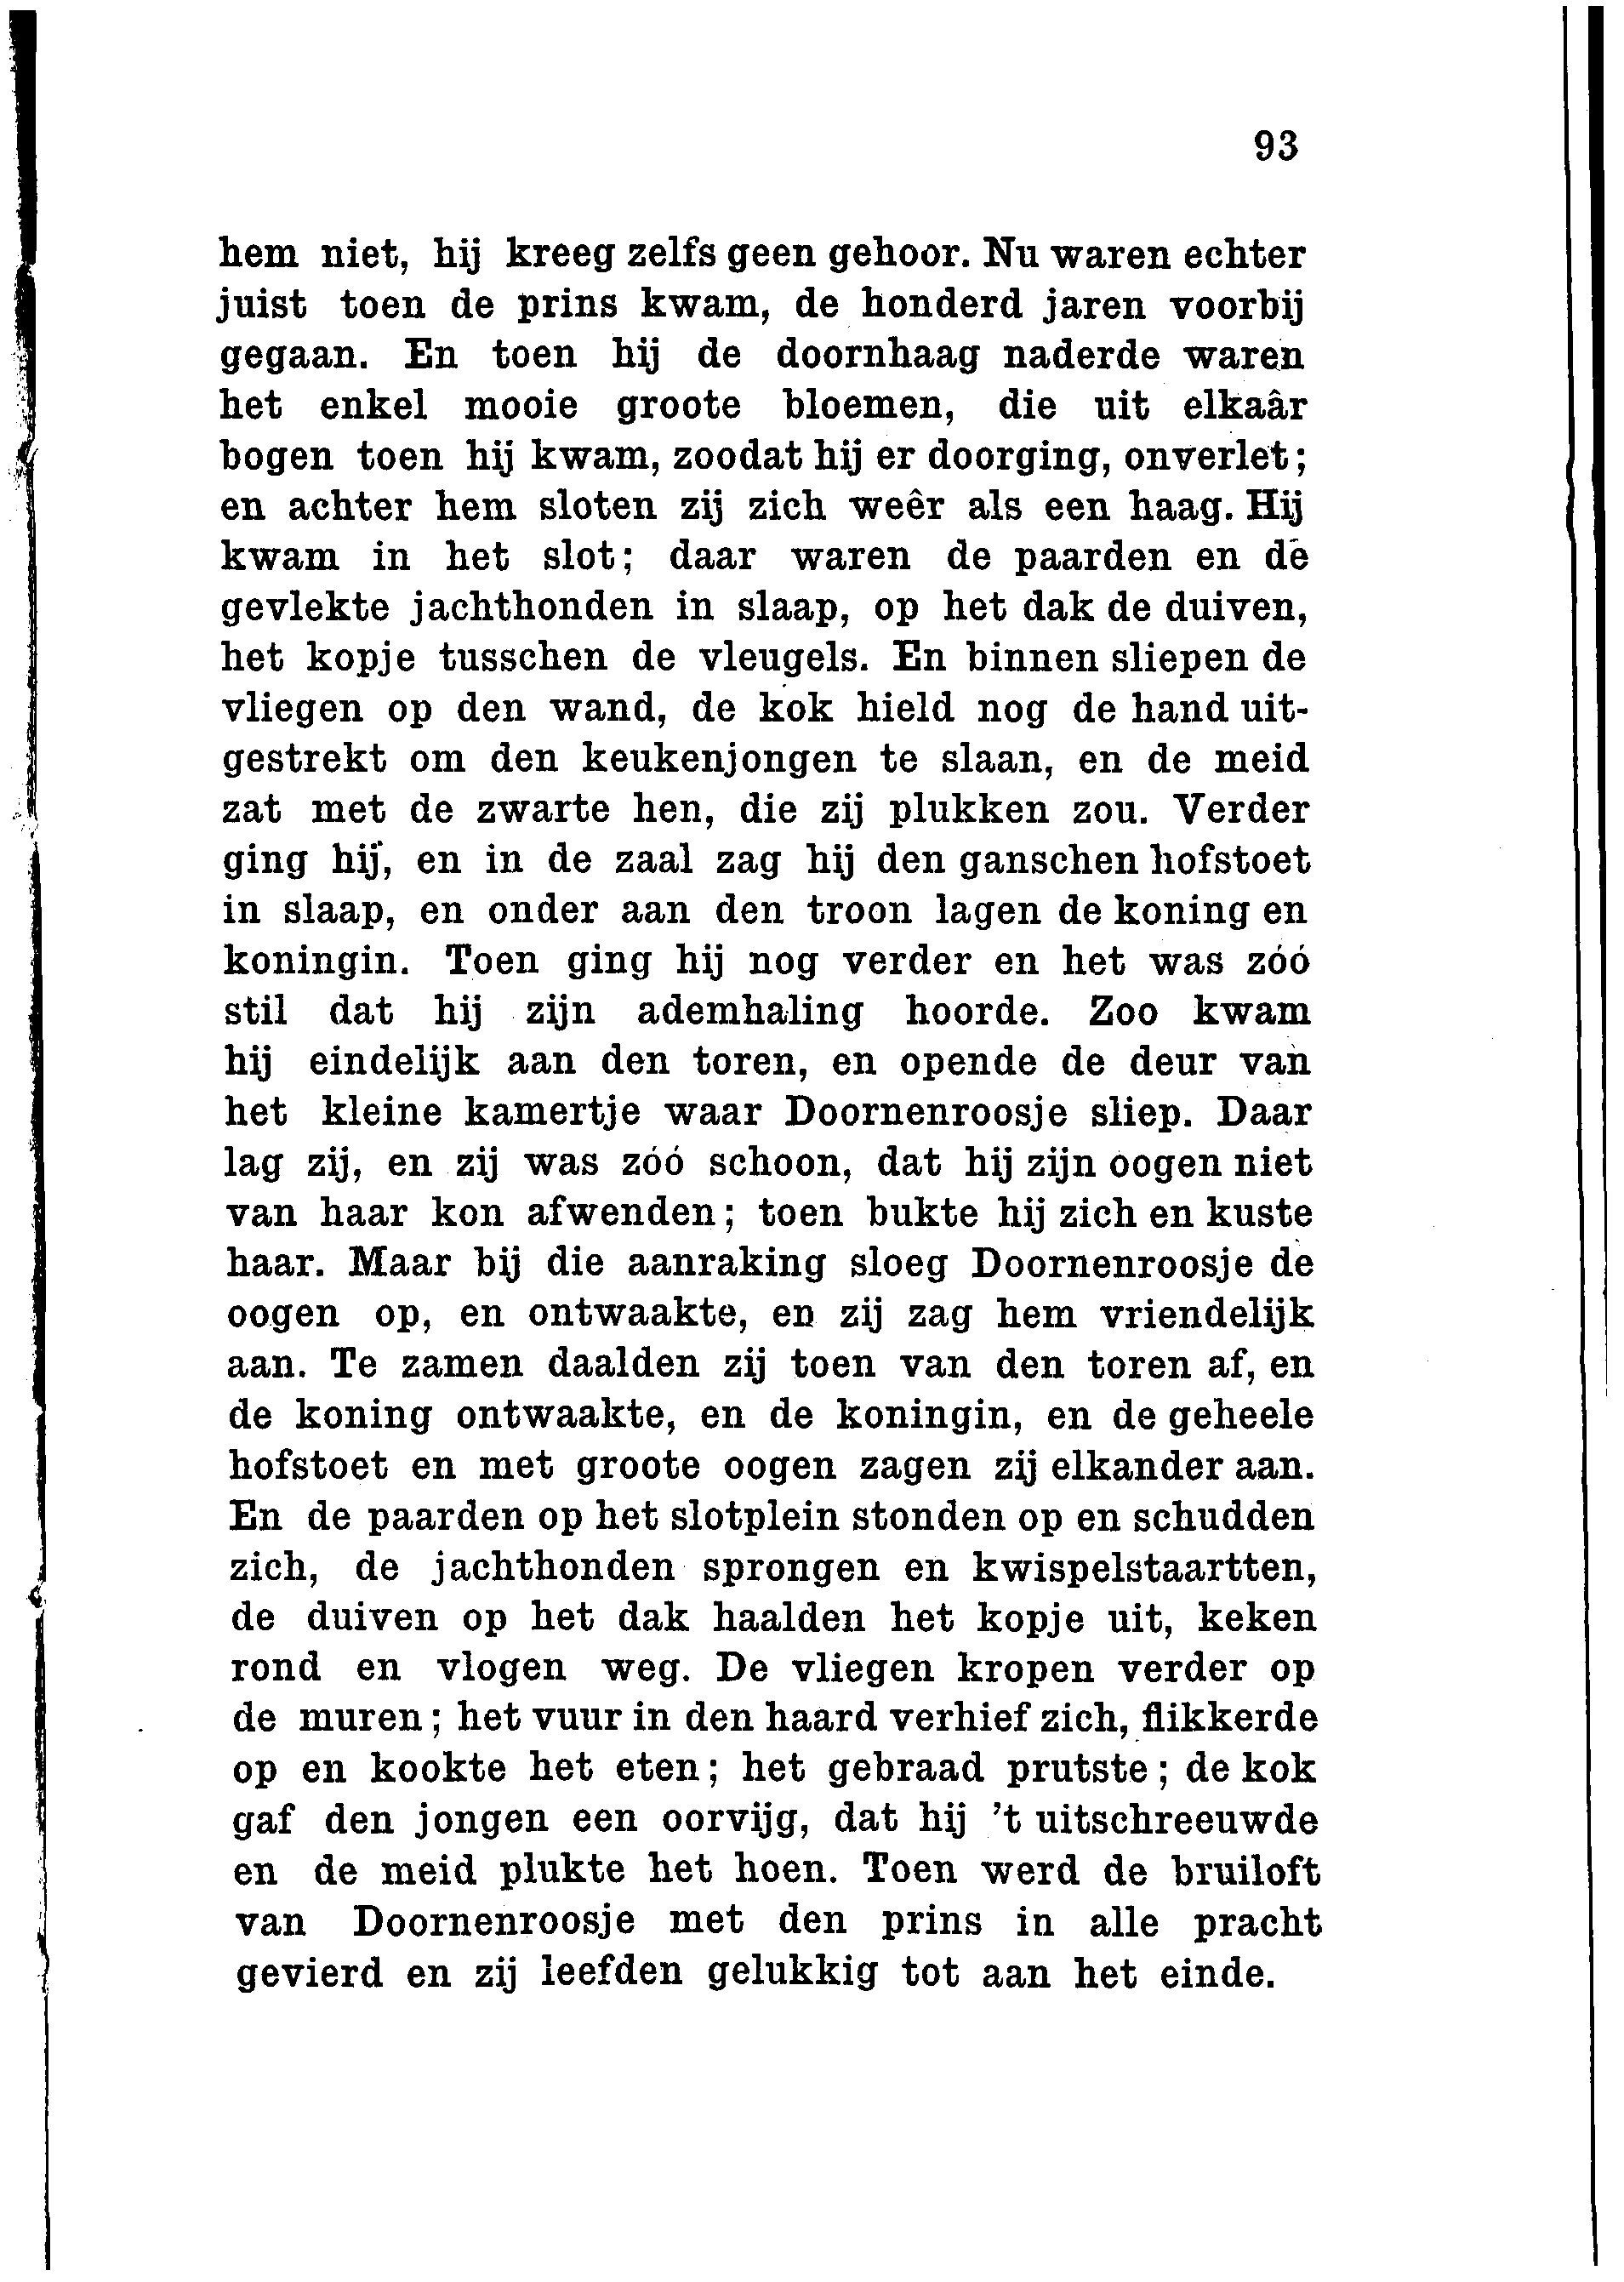 93
hem niet, hij kreeg zelfs geen gehoor. Nu waren echter
juist toen de prins kwam, de honderd jaren voorbij
gegaan. En toen hij de doornhaag naderde waren
het enkel mooie groote bloemen, die uit elkaâr
bogen toen hij kwam, zoodat hij er doorging, onverlet;
en achter hem sloten zij zich weêr als een haag. Hij
kwam in het slot; daar waren de paarden en de
gevlekte jachthonden in slaap, op het dak de duiven,
het kopje tusschen de vleugels. En binnen sliepen de
vliegen op den wand, de kok hield nog de hand uit-
gestrekt om den keukenjongen te slaan, en de meid
zat met de zwarte hen, die zij plukken zou. Verder
ging hij, en in de zaal zag hij den ganschen hofstoet
in slaap, en onder aan den troon lagen de koning en
koningin. Toen ging hij nog verder en het was zóó
stil dat hij zijn ademhaling hoorde. Zoo kwam
hij eindelijk aan den toren, en opende de deur van
het kleine kamertje waar Doornenroosje sliep. Daar
lag zij, en zij was zóó schoon, dat hij zijn oogen niet
van haar kon afwenden; toen bukte hij zich en kuste
haar. Maar bij die aanraking sloeg Doornenroosje de
oogen op, en ontwaakte, en zij zag hem vriendelijk
aan. Te zamen daalden zij toen van den toren af, en
de koning ontwaakte, en de koningin, en de geheele
hofstoet en met groote oogen zagen zij elkander aan.
En de paarden op het slotplein stonden op en schudden
zich, de jachthonden sprongen en kwispelstaartten,
de duiven op het dak haalden het kopje uit, keken
rond en vlogen weg. De vliegen kropen verder op
de muren; het vuur in den haard verhief zich, flikkerde
op en kookte het eten; het gebraad prutste; de kok
gaf den jongen een oorvijg, dat hij 't uitschreeuwde
en de meid plukte het hoen. Toen werd de bruiloft
van Doornenroosje met den prins in alle pracht
gevierd en zij leefden gelukkig tot aan het einde.